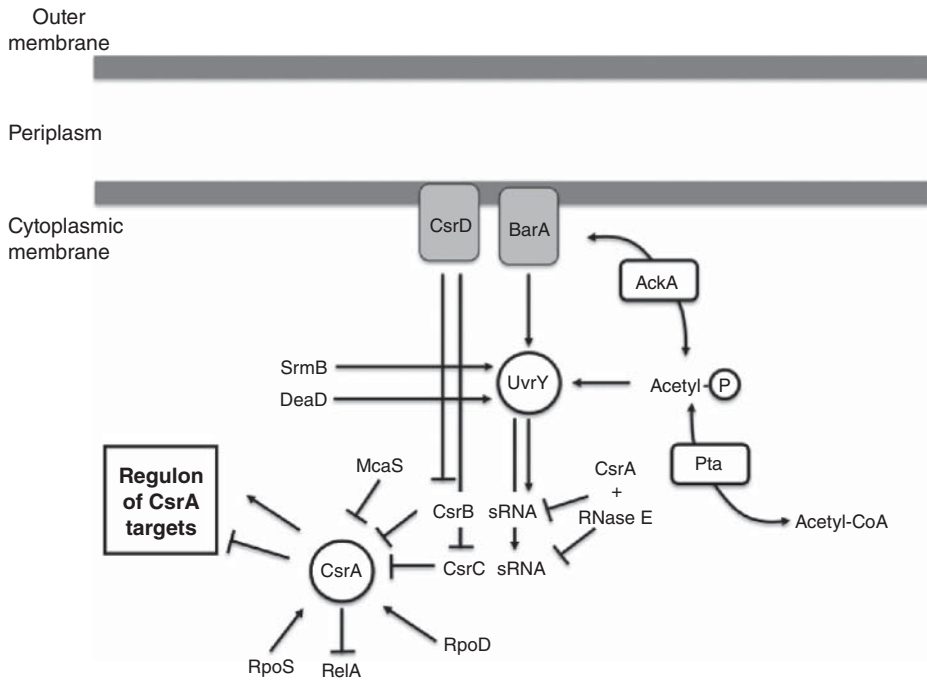 Outer
membrane
Periplasm
Cytoplasmic
membrane
CsrD
BarA
AckA
SrmB
UvrY
Acetyl-P
DeaD
Pta
McaS
CsrA
+
RNase E
Regulon
of CsrA
targets
CsrB sRNA
Acetyl-CoA
CsrA
CsrC sRNA
RpoS
RelA
RpoD